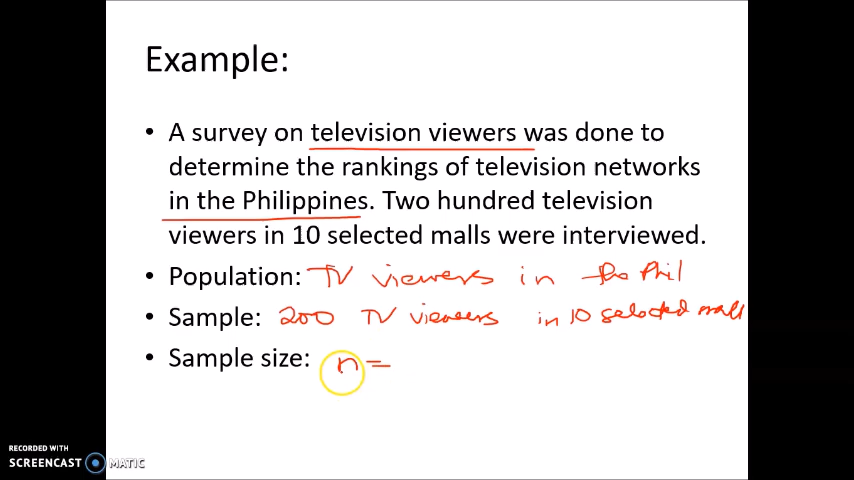 Example:
• A survey on television viewers was done to
determine the rankings of television networks
in the Philippines. Two hundred television
viewers in 10 selected malls were interviewed.
• Population: TV viewers in the Phil
• Sample: 200 TV viewers in 10 selected malls
• Sample size: n =
RECORDED WITH
SCREENCAST MATIC